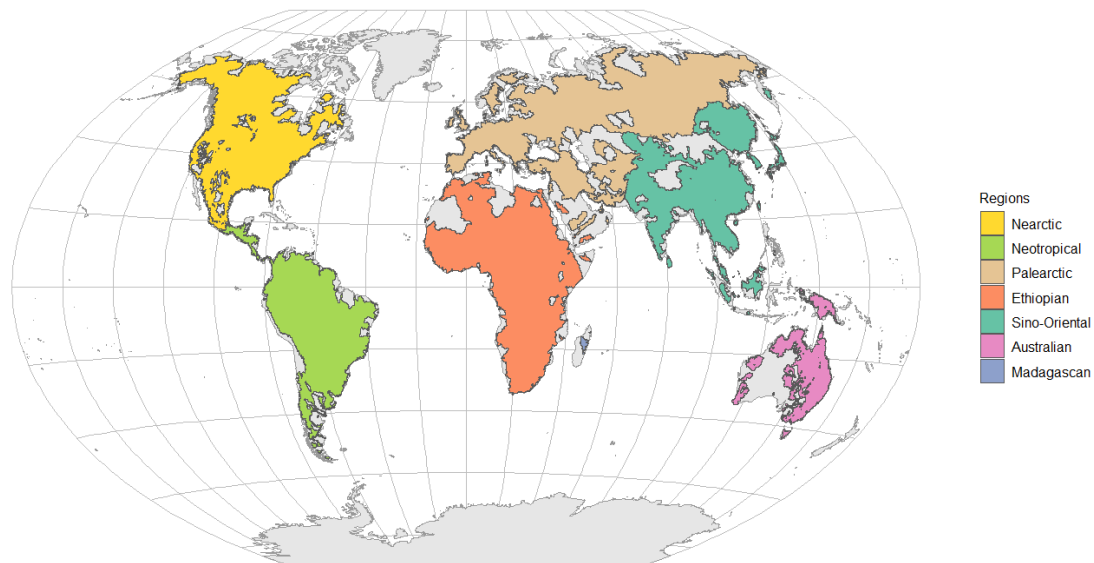 Regions
Nearctic
Neotropical
Palearctic
Ethiopian
Sino-Oriental
Australian
Madagascan